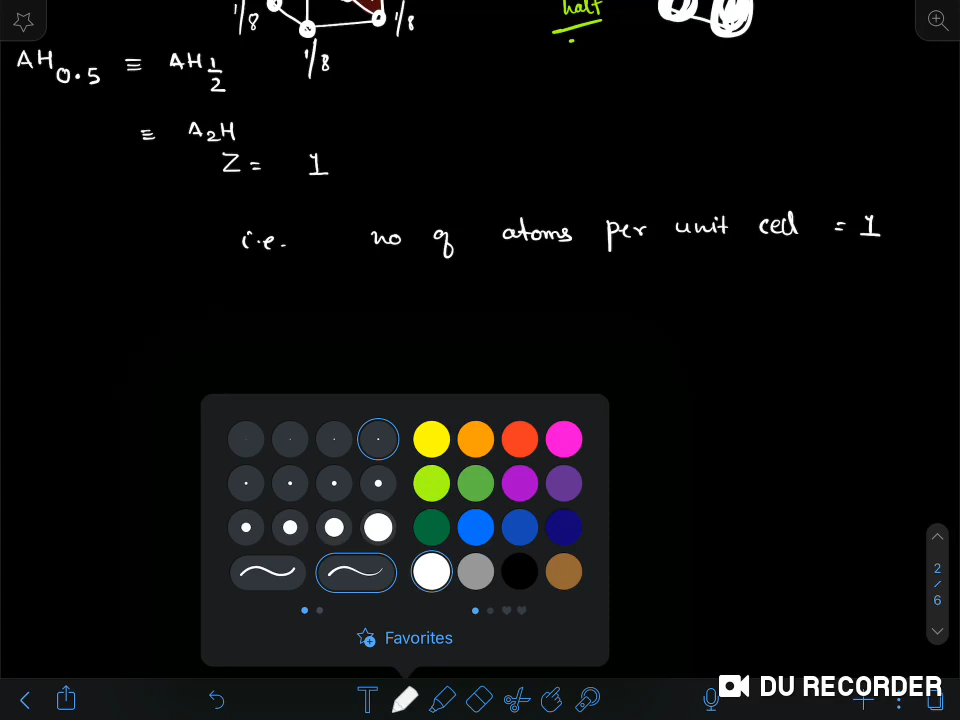 1/8 1/8 half
1/8
AH0.5 ≡ AH1/2
≡ A2H
Z = 1
i.e. no of atoms per unit cell = 1
Favorites
2
/
6
T
DU RECORDER